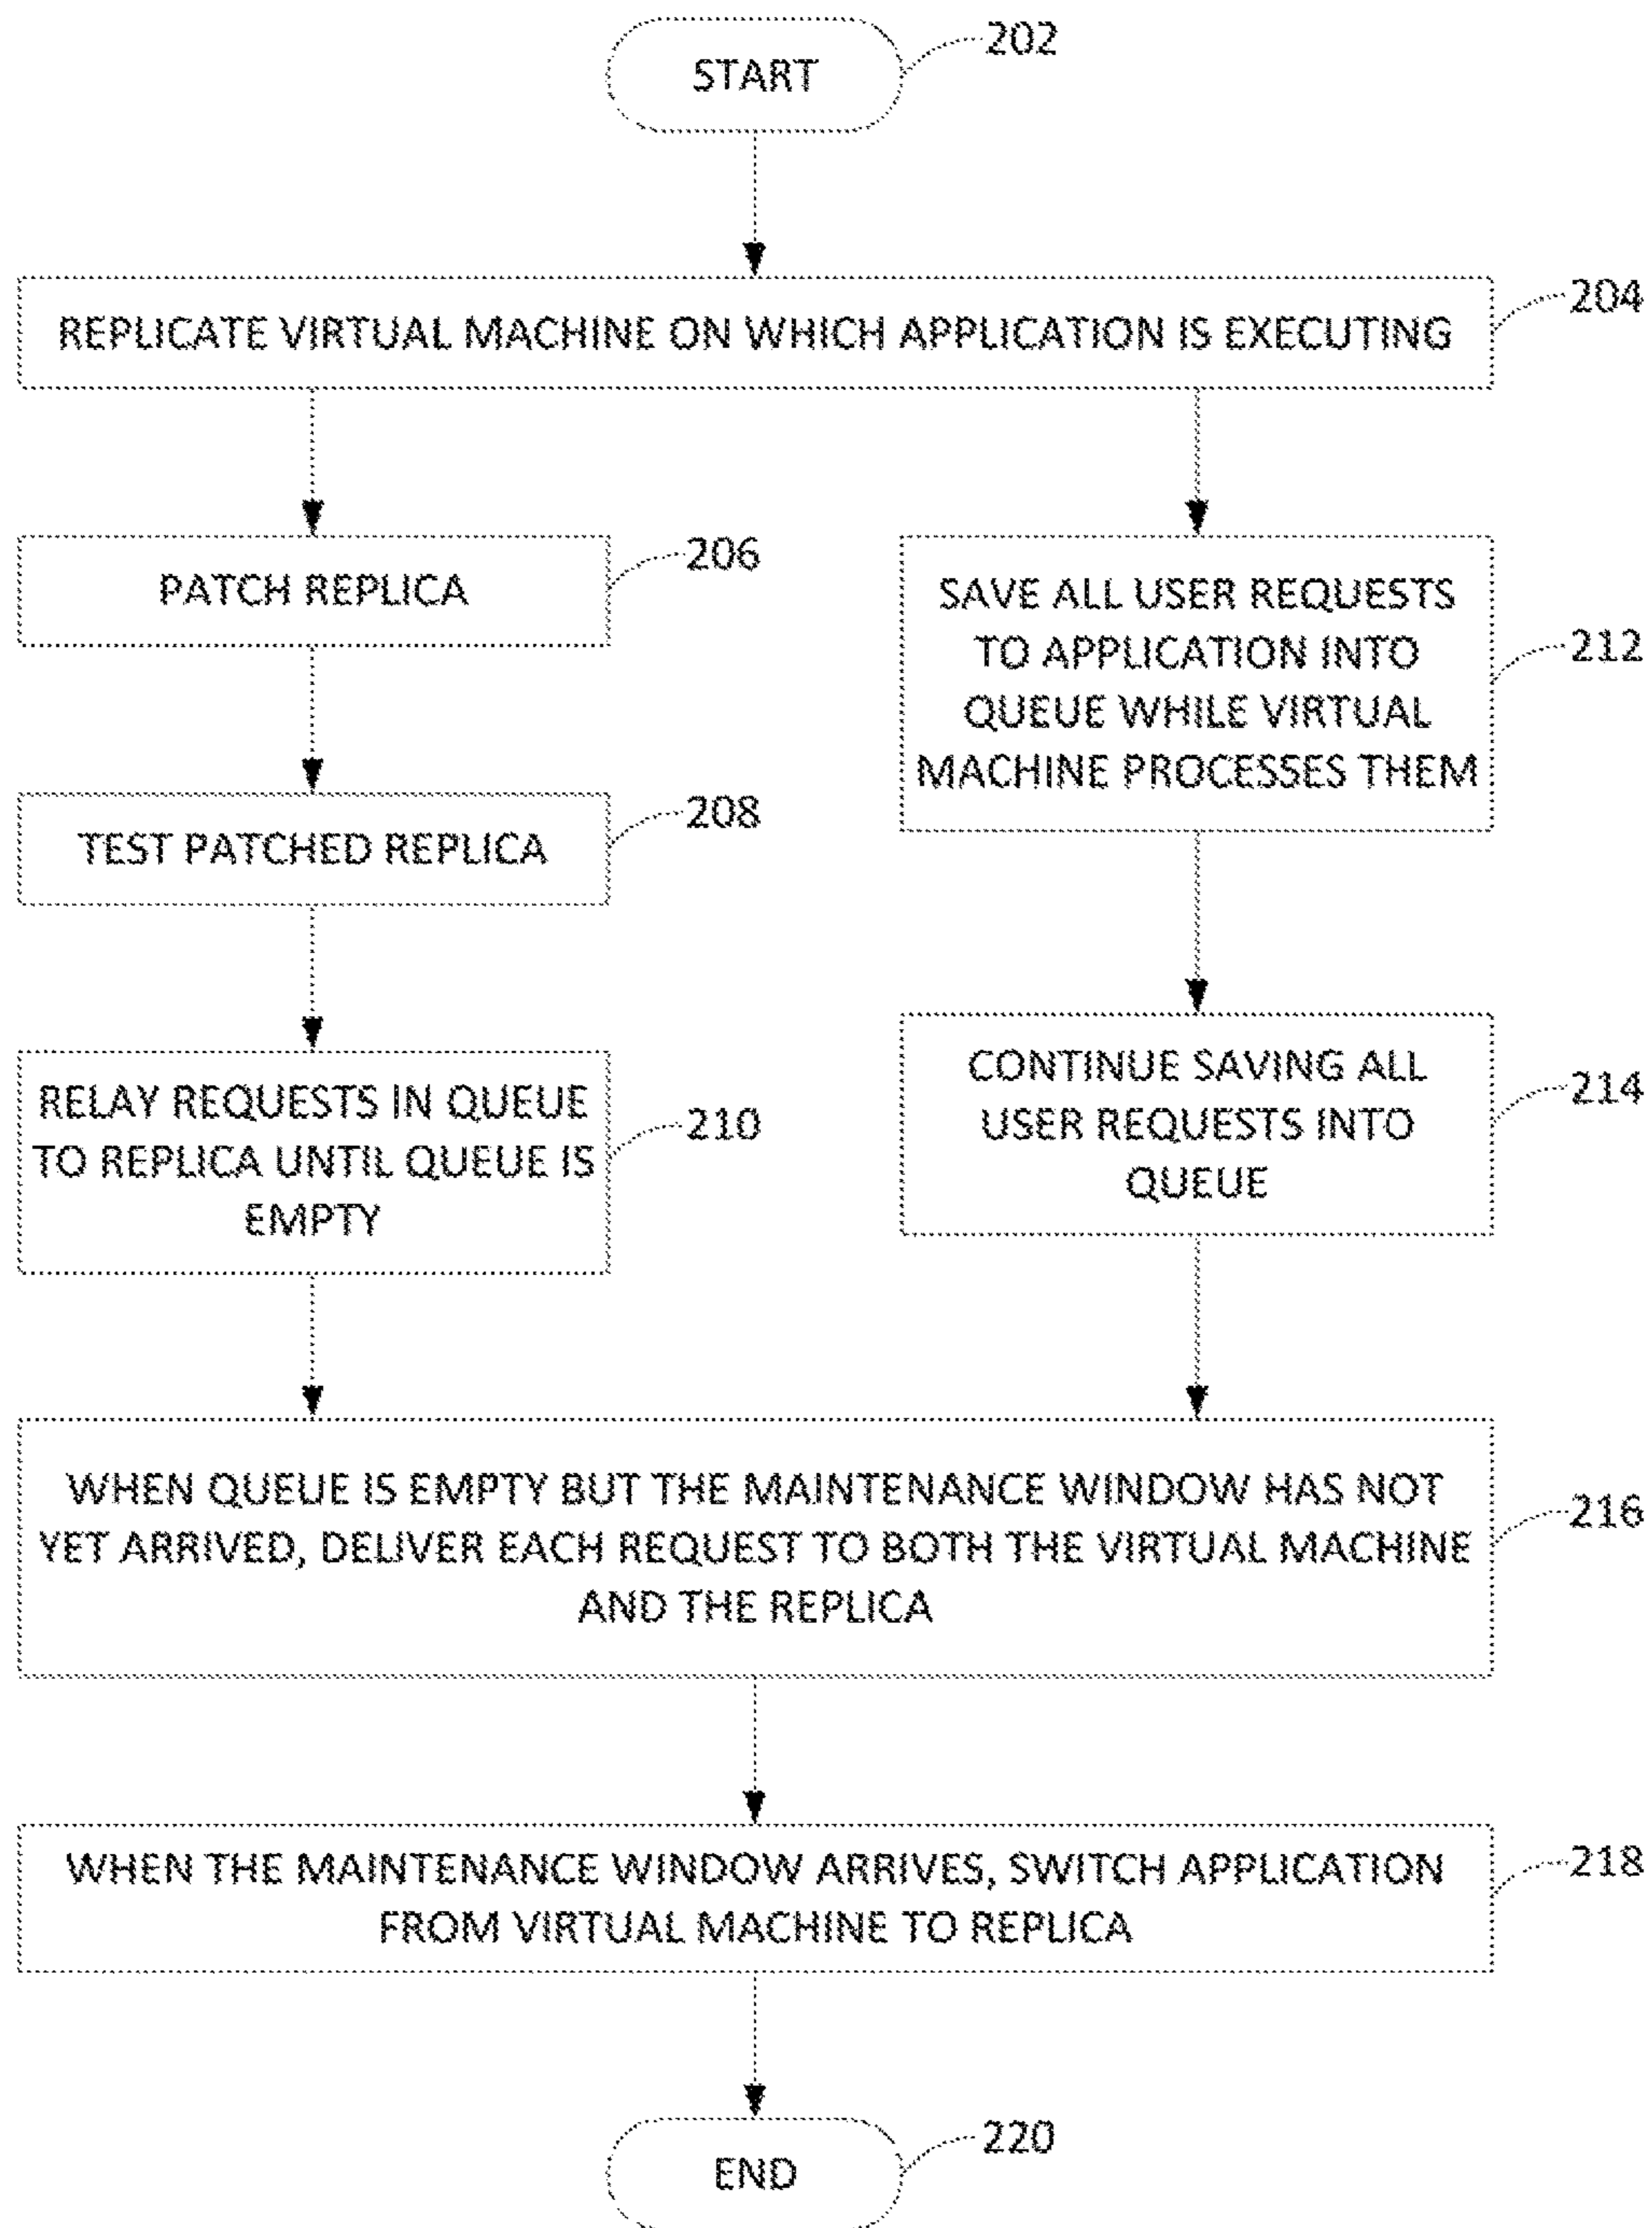 START
202
REPLICATE VIRTUAL MACHINE ON WHICH APPLICATION IS EXECUTING
204
PATCH REPLICA
206
TEST PATCHED REPLICA
208
RELAY REQUESTS IN QUEUE
TO REPLICA UNTIL QUEUE IS
EMPTY
210
SAVE ALL USER REQUESTS
TO APPLICATION INTO
QUEUE WHILE VIRTUAL
MACHINE PROCESSES THEM
212
CONTINUE SAVING ALL
USER REQUESTS INTO
QUEUE
214
WHEN QUEUE IS EMPTY BUT THE MAINTENANCE WINDOW HAS NOT
YET ARRIVED, DELIVER EACH REQUEST TO BOTH THE VIRTUAL MACHINE
AND THE REPLICA
216
WHEN THE MAINTENANCE WINDOW ARRIVES, SWITCH APPLICATION
FROM VIRTUAL MACHINE TO REPLICA
218
END
220